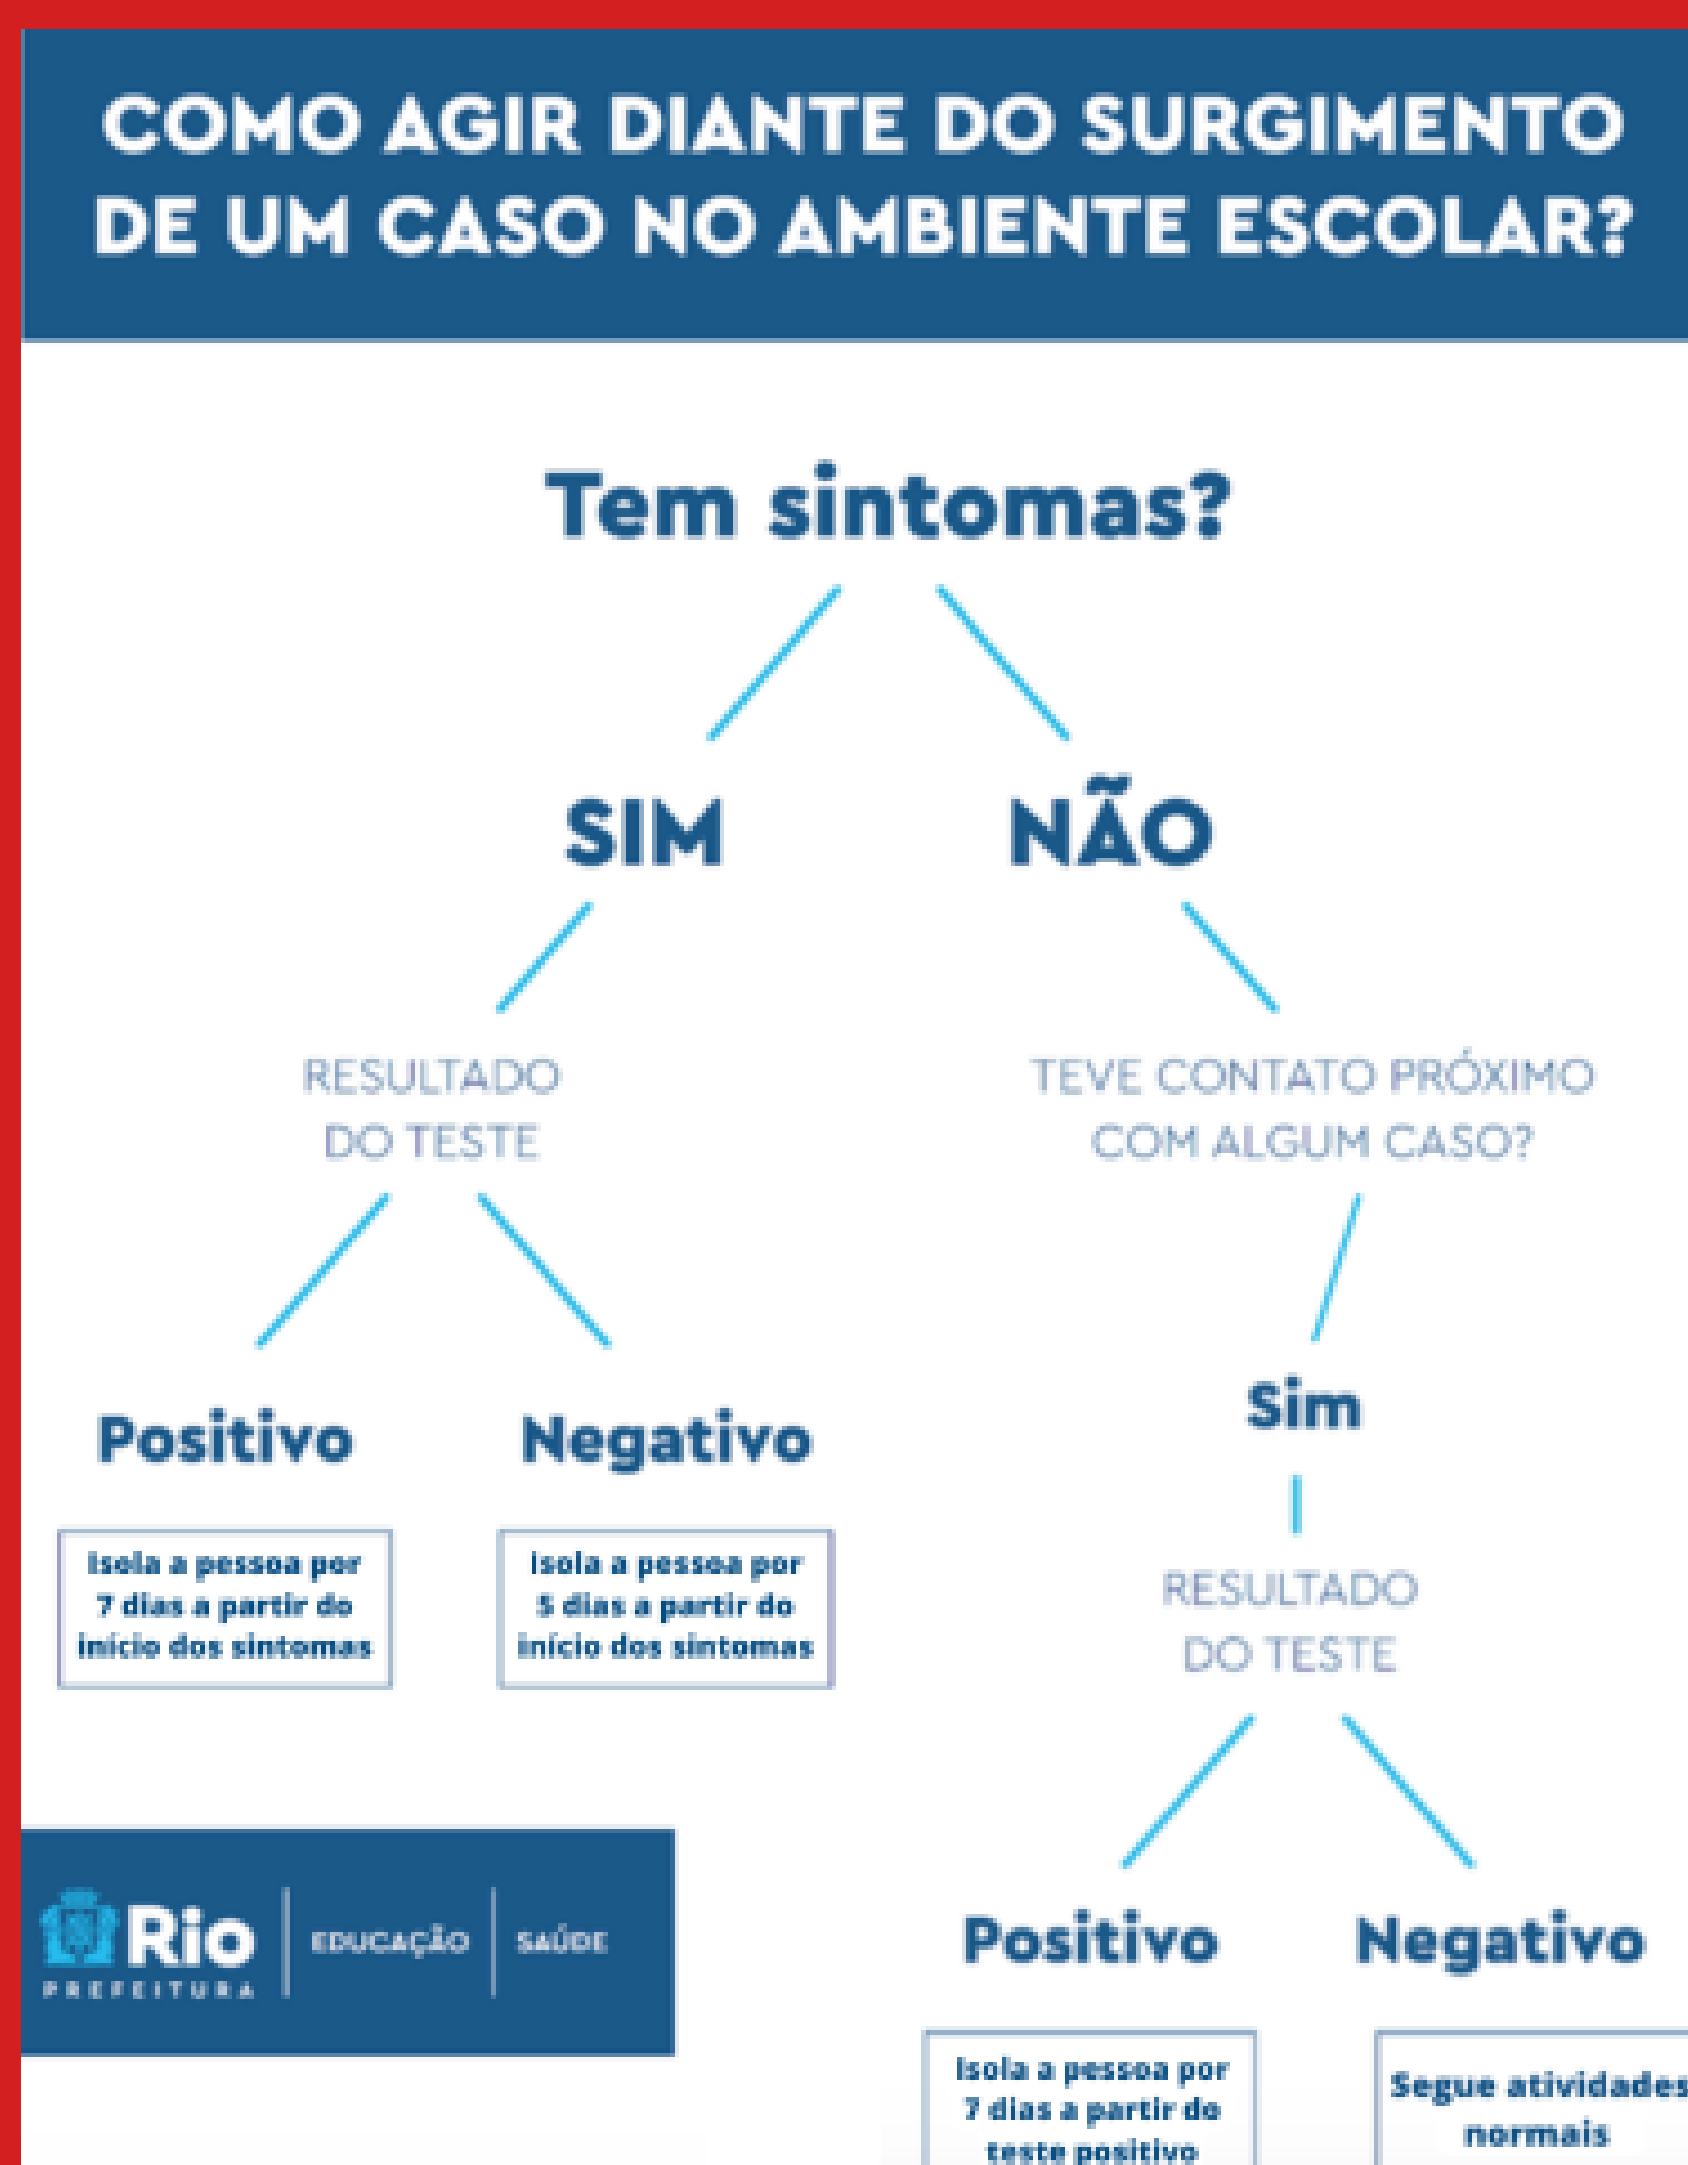 COMO AGIR DIANTE DO SURGIMENTO
DE UM CASO NO AMBIENTE ESCOLAR?
Tem sintomas?
SIM
NÃO
RESULTADO
DO TESTE
TEVE CONTATO PRÓXIMO
COM ALGUM CASO?
Positivo
Negativo
Sim
Isola a pessoa por
7 dias a partir do
início dos sintomas
Isola a pessoa por
5 dias a partir do
início dos sintomas
RESULTADO
DO TESTE
Positivo
Negativo
Isola a pessoa por
7 dias a partir do
teste positivo
Segue atividades
normais
Rio
PREFEITURA
EDUCAÇÃO
SAÚDE